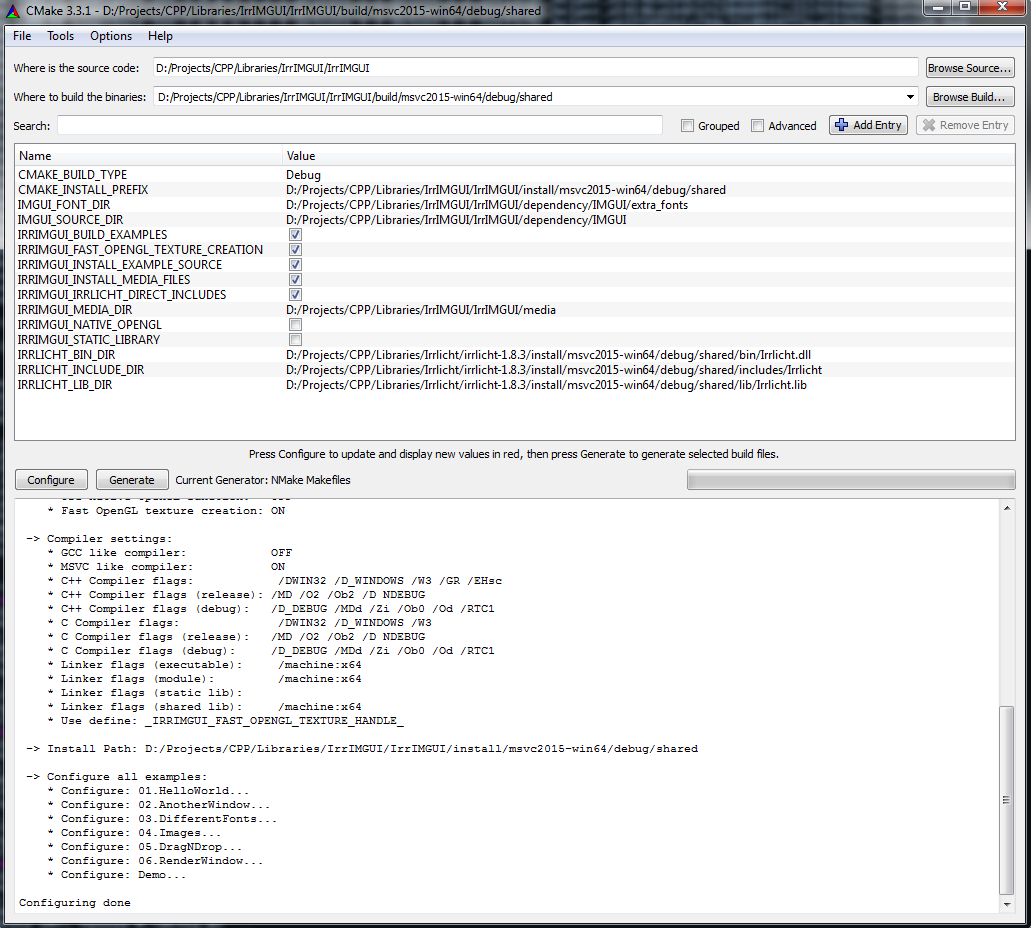 CMake 3.3.1 - D:/Projects/CPP/Libraries/IrrIMGUI/IrrIMGUI/build/msvc2015-win64/debug/shared
File Tools Options Help
Where is the source code: D:/Projects/CPP/Libraries/IrrIMGUI/IrrIMGUI Browse Source...
Where to build the binaries: D:/Projects/CPP/Libraries/IrrIMGUI/IrrIMGUI/build/msvc2015-win64/debug/shared Browse Build...
Search: Grouped Advanced Add Entry Remove Entry
Name Value
CMAKE_BUILD_TYPE Debug
CMAKE_INSTALL_PREFIX D:/Projects/CPP/Libraries/IrrIMGUI/IrrIMGUI/install/msvc2015-win64/debug/shared
IMGUI_FONT_DIR D:/Projects/CPP/Libraries/IrrIMGUI/IrrIMGUI/dependency/IMGUI/extra_fonts
IMGUI_SOURCE_DIR D:/Projects/CPP/Libraries/IrrIMGUI/IrrIMGUI/dependency/IMGUI
IRRIMGUI_BUILD_EXAMPLES
IRRIMGUI_FAST_OPENGL_TEXTURE_CREATION
IRRIMGUI_INSTALL_EXAMPLE_SOURCE
IRRIMGUI_INSTALL_MEDIA_FILES
IRRIMGUI_IRRLICHT_DIRECT_INCLUDES
IRRIMGUI_MEDIA_DIR D:/Projects/CPP/Libraries/IrrIMGUI/IrrIMGUI/media
IRRIMGUI_NATIVE_OPENGL
IRRIMGUI_STATIC_LIBRARY
IRRLICHT_BIN_DIR D:/Projects/CPP/Libraries/Irrlicht/irrlicht-1.8.3/install/msvc2015-win64/debug/shared/bin/Irrlicht.dll
IRRLICHT_INCLUDE_DIR D:/Projects/CPP/Libraries/Irrlicht/irrlicht-1.8.3/install/msvc2015-win64/debug/shared/includes/Irrlicht
IRRLICHT_LIB_DIR D:/Projects/CPP/Libraries/Irrlicht/irrlicht-1.8.3/install/msvc2015-win64/debug/shared/lib/Irrlicht.lib
Press Configure to update and display new values in red, then press Generate to generate selected build files.
Configure Generate Current Generator: NMake Makefiles
* Fast OpenGL texture creation: ON
-> Compiler settings:
* GCC like compiler: OFF
* MSVC like compiler: ON
* C++ Compiler flags: /DWIN32 /D_WINDOWS /W3 /GR /EHsc
* C++ Compiler flags (release): /MD /O2 /Ob2 /D NDEBUG
* C++ Compiler flags (debug): /D_DEBUG /MDd /Zi /Ob0 /Od /RTC1
* C Compiler flags: /DWIN32 /D_WINDOWS /W3
* C Compiler flags (release): /MD /O2 /Ob2 /D NDEBUG
* C Compiler flags (debug): /D_DEBUG /MDd /Zi /Ob0 /Od /RTC1
* Linker flags (executable): /machine:x64
* Linker flags (module): /machine:x64
* Linker flags (static lib):
* Linker flags (shared lib): /machine:x64
* Use define: _IRRIMGUI_FAST_OPENGL_TEXTURE_HANDLE_
-> Install Path: D:/Projects/CPP/Libraries/IrrIMGUI/IrrIMGUI/install/msvc2015-win64/debug/shared
-> Configure all examples:
* Configure: 01.HelloWorld...
* Configure: 02.AnotherWindow...
* Configure: 03.DifferentFonts...
* Configure: 04.Images...
* Configure: 05.DragNDrop...
* Configure: 06.RenderWindow...
* Configure: Demo...
Configuring done